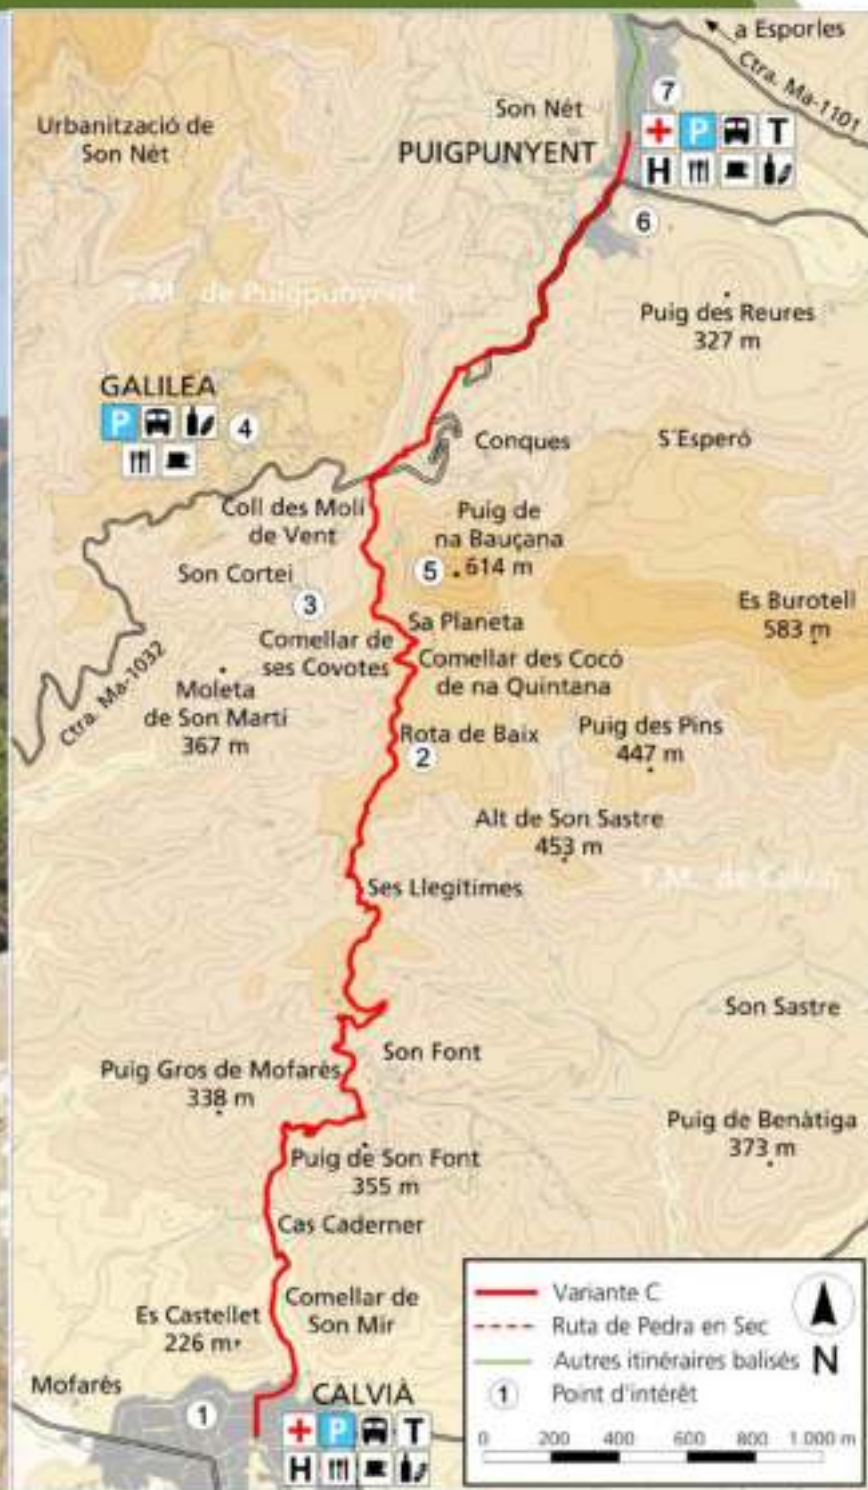 a Esporles
Ctra. Ma-1101
Son Nét
7
Urbanització de
Son Nét
PUIGPUNYENT
P T
H
6
T.M. de Puigpunyent
Puig des Reures
327 m
GALILEA
P
4
Conques
S'Esperó
Coll des Molí
de Vent
Puig de
na Bauçana
614 m
5
Son Cortei
3
Es Burotell
583 m
Sa Planeta
Comellar de
ses Covotes
Comellar des Cocó
de na Quintana
Ctra. Ma-1032
Moleta
de Son Martí
367 m
Rota de Baix
2
Puig des Pins
447 m
Alt de Son Sastre
453 m
Ses Llegítimes
Son Sastre
Son Font
Puig Gros de Mofarés
338 m
Puig de Benàtiga
373 m
Puig de Son Font
355 m
Cas Caderner
Comellar de
Son Mir
Es Castellet
226 m
Mofarés
1
CALVIÀ
P T
H
Variante C
Ruta de Pedra en Sec
Autres itinéraires balisés
N
1 Point d'intérêt
0 200 400 600 800 1.000 m